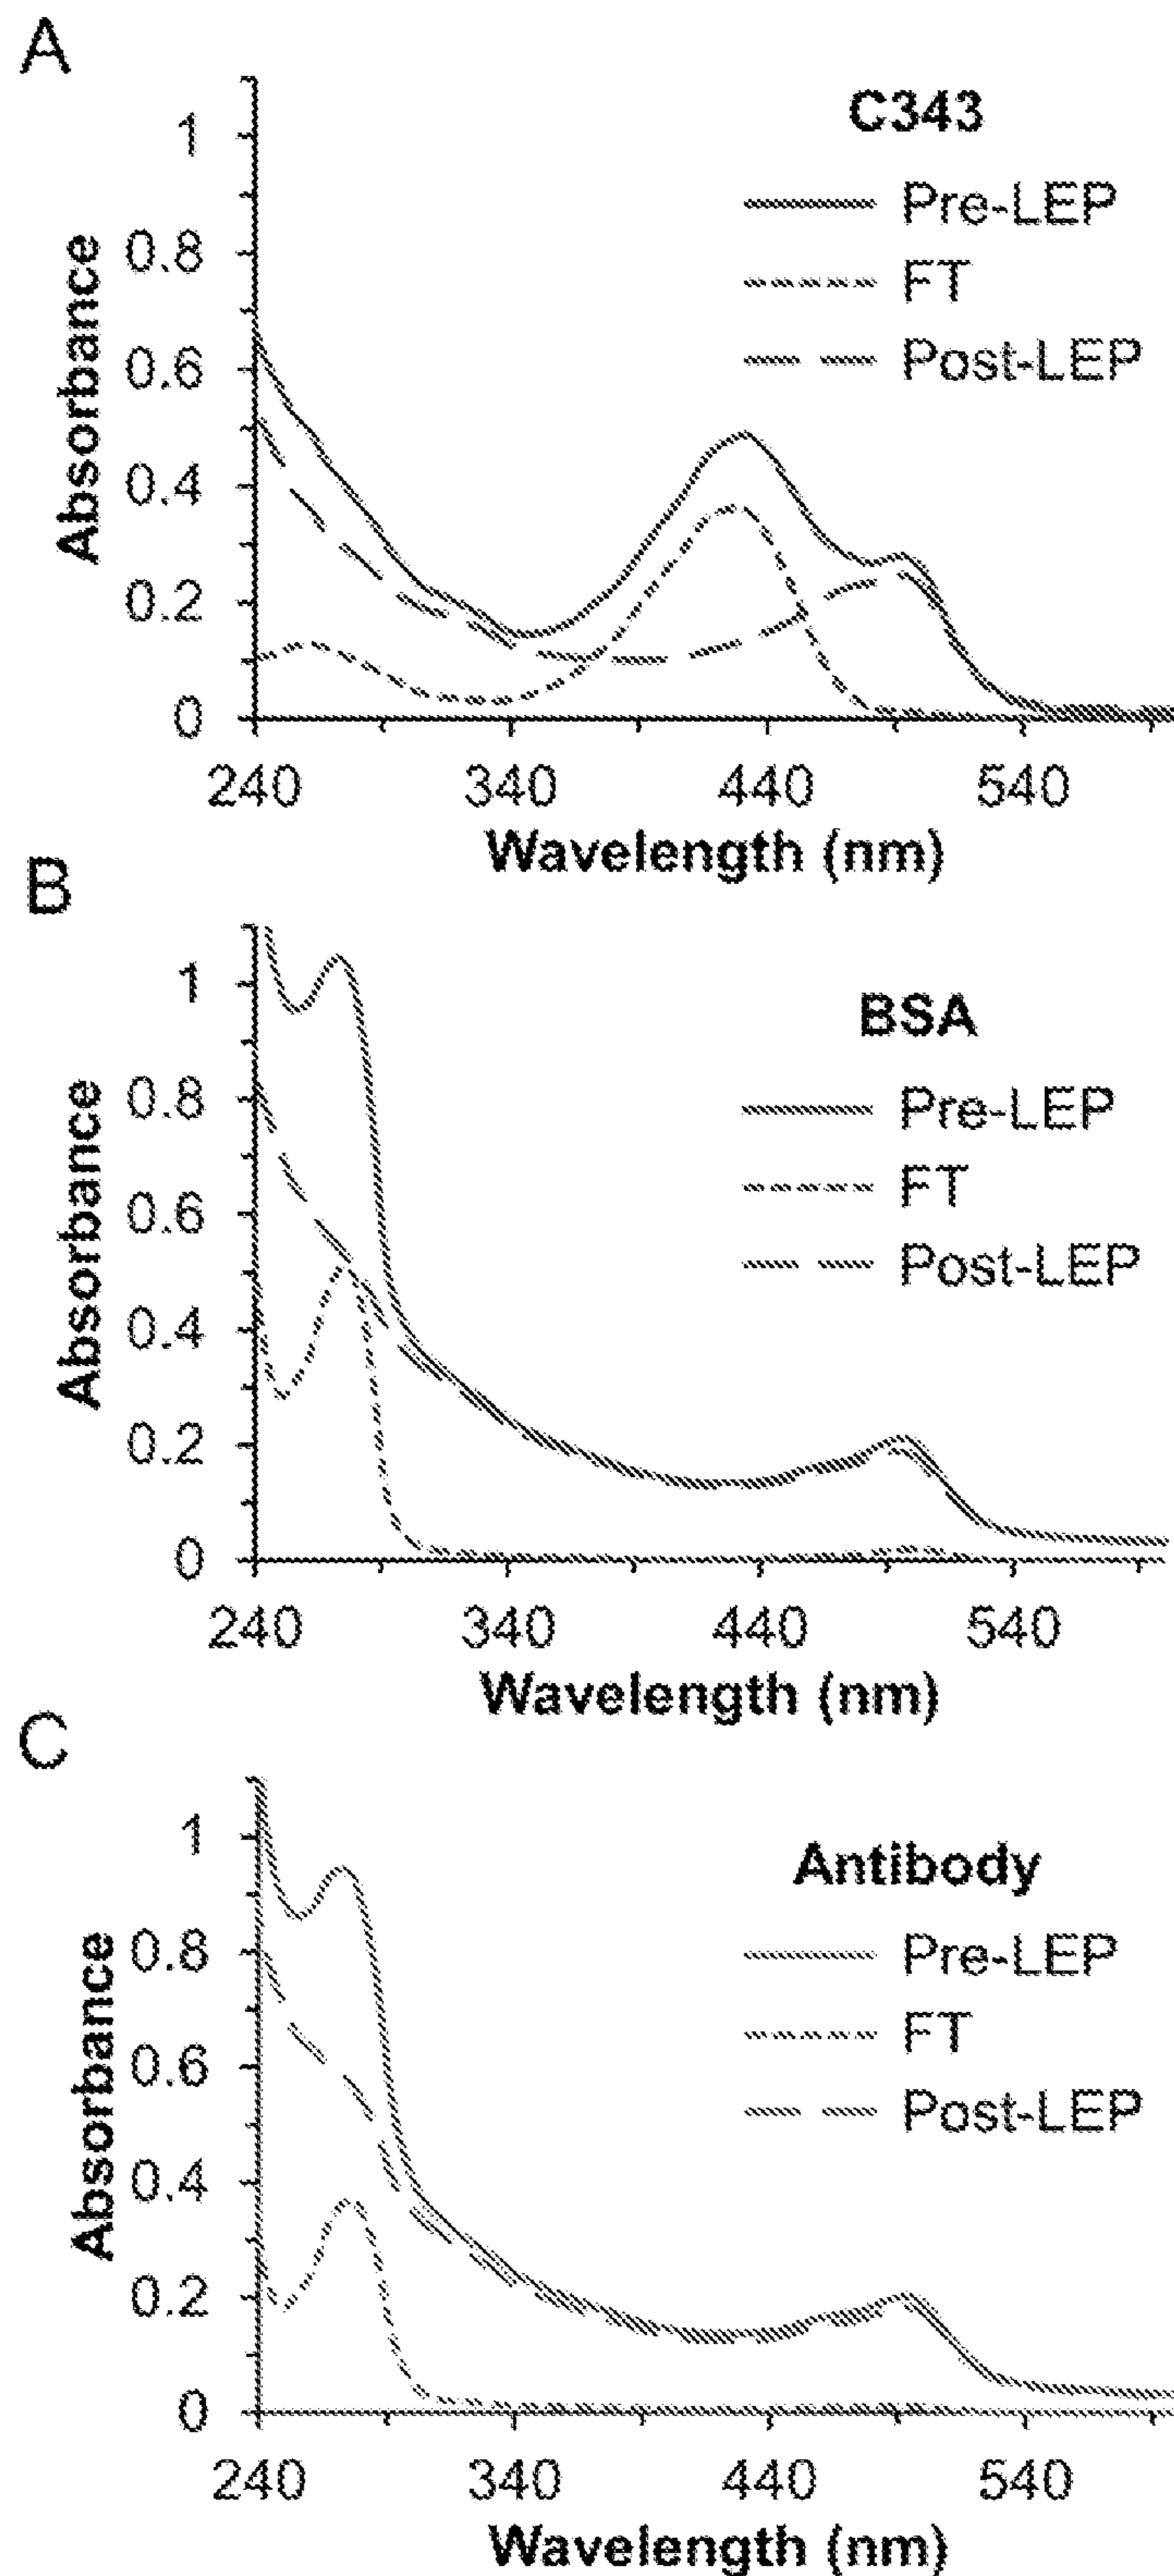 A
C343
Pre-LEP
FT
Post-LEP
Absorbance
1
0.8
0.6
0.4
0.2
0
240 340 440 540
Wavelength (nm)
B
BSA
Pre-LEP
FT
Post-LEP
Absorbance
1
0.8
0.6
0.4
0.2
0
240 340 440 540
Wavelength (nm)
C
Antibody
Pre-LEP
FT
Post-LEP
Absorbance
1
0.8
0.6
0.4
0.2
0
240 340 440 540
Wavelength (nm)